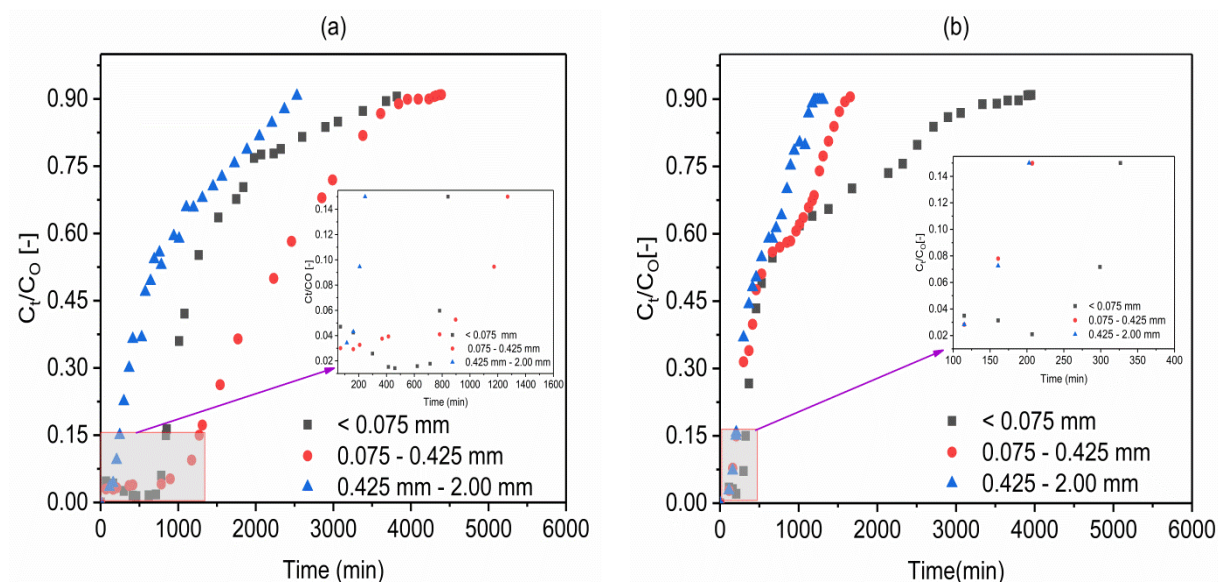 (a)
C_t/C_O [-]
0.90
0.75
0.60
0.45
0.30
0.15
0.00
0 1000 2000 3000 4000 5000 6000
Time (min)
Ct/CO [-]
0.14
0.12
0.10
0.08
0.06
0.04
0.02
200 400 600 800 1000 1200 1400 1600
Time (min)
< 0.075 mm
0.075 - 0.425 mm
0.425 mm - 2.00 mm
< 0.075 mm
0.075 - 0.425 mm
0.425 mm - 2.00 mm
(b)
C_t/C_O[-]
0.90
0.75
0.60
0.45
0.30
0.15
0.00
0 1000 2000 3000 4000 5000 6000
Time(min)
C_t/C_O[-]
0.14
0.12
0.10
0.08
0.06
0.04
0.02
100 150 200 250 300 350 400
Time (min)
< 0.075 mm
0.075 - 0.425 mm
0.425 - 2.00 mm
< 0.075 mm
0.075 - 0.425 mm
0.425 mm - 2.00 mm